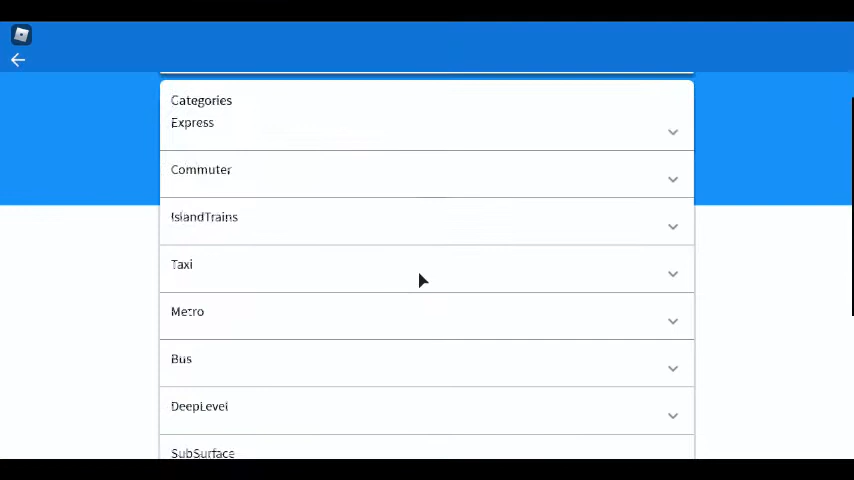 Categories
Express
Commuter
IslandTrains
Taxi
Metro
Bus
DeepLevel
SubSurface